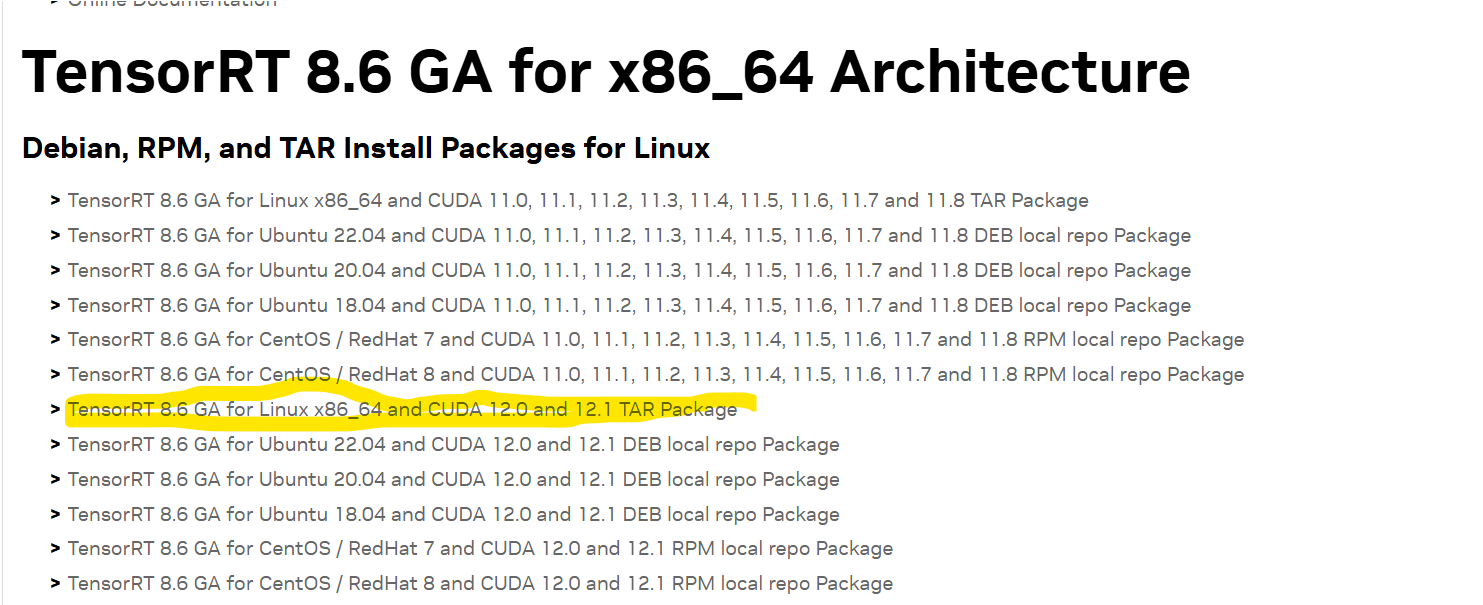 > Online Documentation
TensorRT 8.6 GA for x86_64 Architecture
Debian, RPM, and TAR Install Packages for Linux
> TensorRT 8.6 GA for Linux x86_64 and CUDA 11.0, 11.1, 11.2, 11.3, 11.4, 11.5, 11.6, 11.7 and 11.8 TAR Package
> TensorRT 8.6 GA for Ubuntu 22.04 and CUDA 11.0, 11.1, 11.2, 11.3, 11.4, 11.5, 11.6, 11.7 and 11.8 DEB local repo Package
> TensorRT 8.6 GA for Ubuntu 20.04 and CUDA 11.0, 11.1, 11.2, 11.3, 11.4, 11.5, 11.6, 11.7 and 11.8 DEB local repo Package
> TensorRT 8.6 GA for Ubuntu 18.04 and CUDA 11.0, 11.1, 11.2, 11.3, 11.4, 11.5, 11.6, 11.7 and 11.8 DEB local repo Package
> TensorRT 8.6 GA for CentOS / RedHat 7 and CUDA 11.0, 11.1, 11.2, 11.3, 11.4, 11.5, 11.6, 11.7 and 11.8 RPM local repo Package
> TensorRT 8.6 GA for CentOS / RedHat 8 and CUDA 11.0, 11.1, 11.2, 11.3, 11.4, 11.5, 11.6, 11.7 and 11.8 RPM local repo Package
> TensorRT 8.6 GA for Linux x86_64 and CUDA 12.0 and 12.1 TAR Package
> TensorRT 8.6 GA for Ubuntu 22.04 and CUDA 12.0 and 12.1 DEB local repo Package
> TensorRT 8.6 GA for Ubuntu 20.04 and CUDA 12.0 and 12.1 DEB local repo Package
> TensorRT 8.6 GA for Ubuntu 18.04 and CUDA 12.0 and 12.1 DEB local repo Package
> TensorRT 8.6 GA for CentOS / RedHat 7 and CUDA 12.0 and 12.1 RPM local repo Package
> TensorRT 8.6 GA for CentOS / RedHat 8 and CUDA 12.0 and 12.1 RPM local repo Package